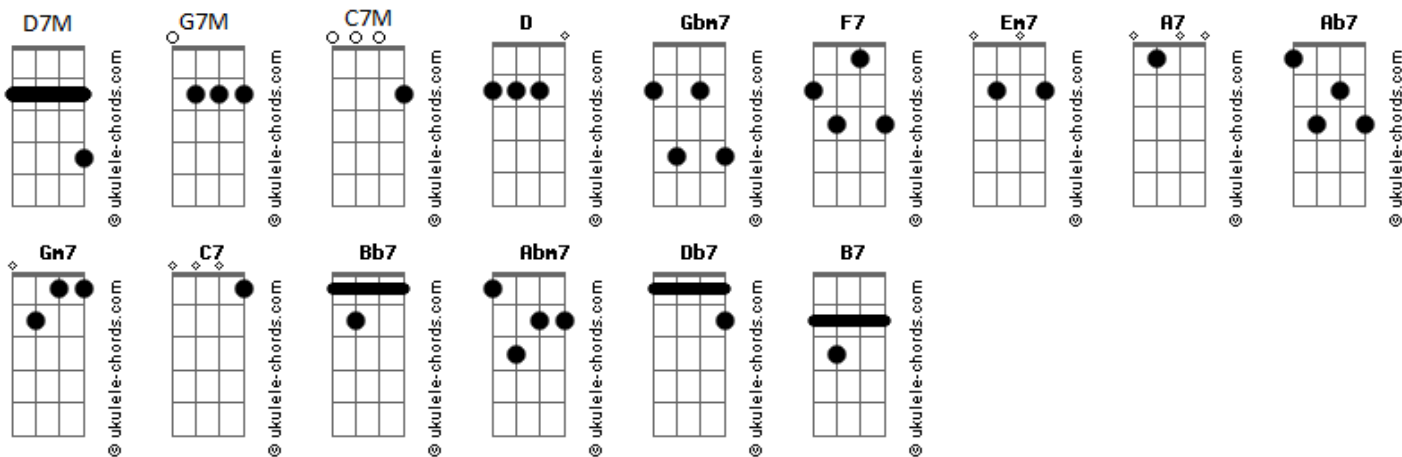 D7M G7M C7M D Gbm7 F7 Em7 A7 Ab7
© ukulele-chords.com © ukulele-chords.com © ukulele-chords.com © ukulele-chords.com © ukulele-chords.com © ukulele-chords.com © ukulele-chords.com © ukulele-chords.com © ukulele-chords.com
Gm7 C7 Bb7 Abm7 Db7 B7
© ukulele-chords.com © ukulele-chords.com © ukulele-chords.com © ukulele-chords.com © ukulele-chords.com © ukulele-chords.com